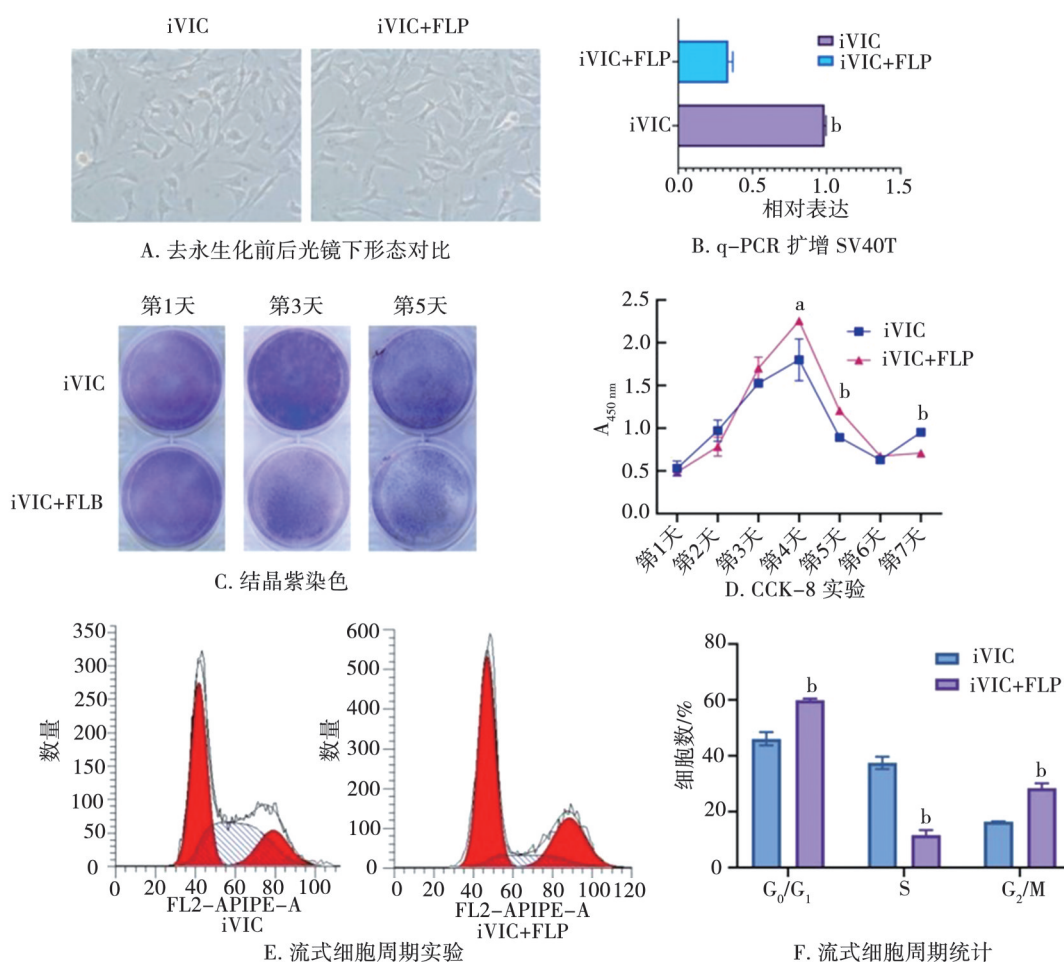 iVIC iVIC+FLP
A. 去永生化前后光镜下形态对比
iVIC
iVIC+FLP
iVIC+FLP
iVIC
b
0.0 0.5 1.0 1.5
相对表达
B. q-PCR 扩增 SV40T
第1天 第3天 第5天
iVIC
iVIC+FLB
C. 结晶紫染色
2.5
2.0
1.5
1.0
0.5
0.0
A450 nm
a
b
b
iVIC
iVIC+FLP
第1天 第2天 第3天 第4天 第5天 第6天 第7天
D. CCK-8 实验
350
300
250
200
150
100
50
0
数量
0 20 40 60 80 100
FL2-APIPE-A
iVIC
600
500
400
300
200
100
0
数量
0 20 40 60 80 100 120
FL2-APIPE-A
iVIC+FLP
E. 流式细胞周期实验
80
60
40
20
0
细胞数/%
iVIC
iVIC+FLP
b
b
b
G0/G1 S G2/M
F. 流式细胞周期统计